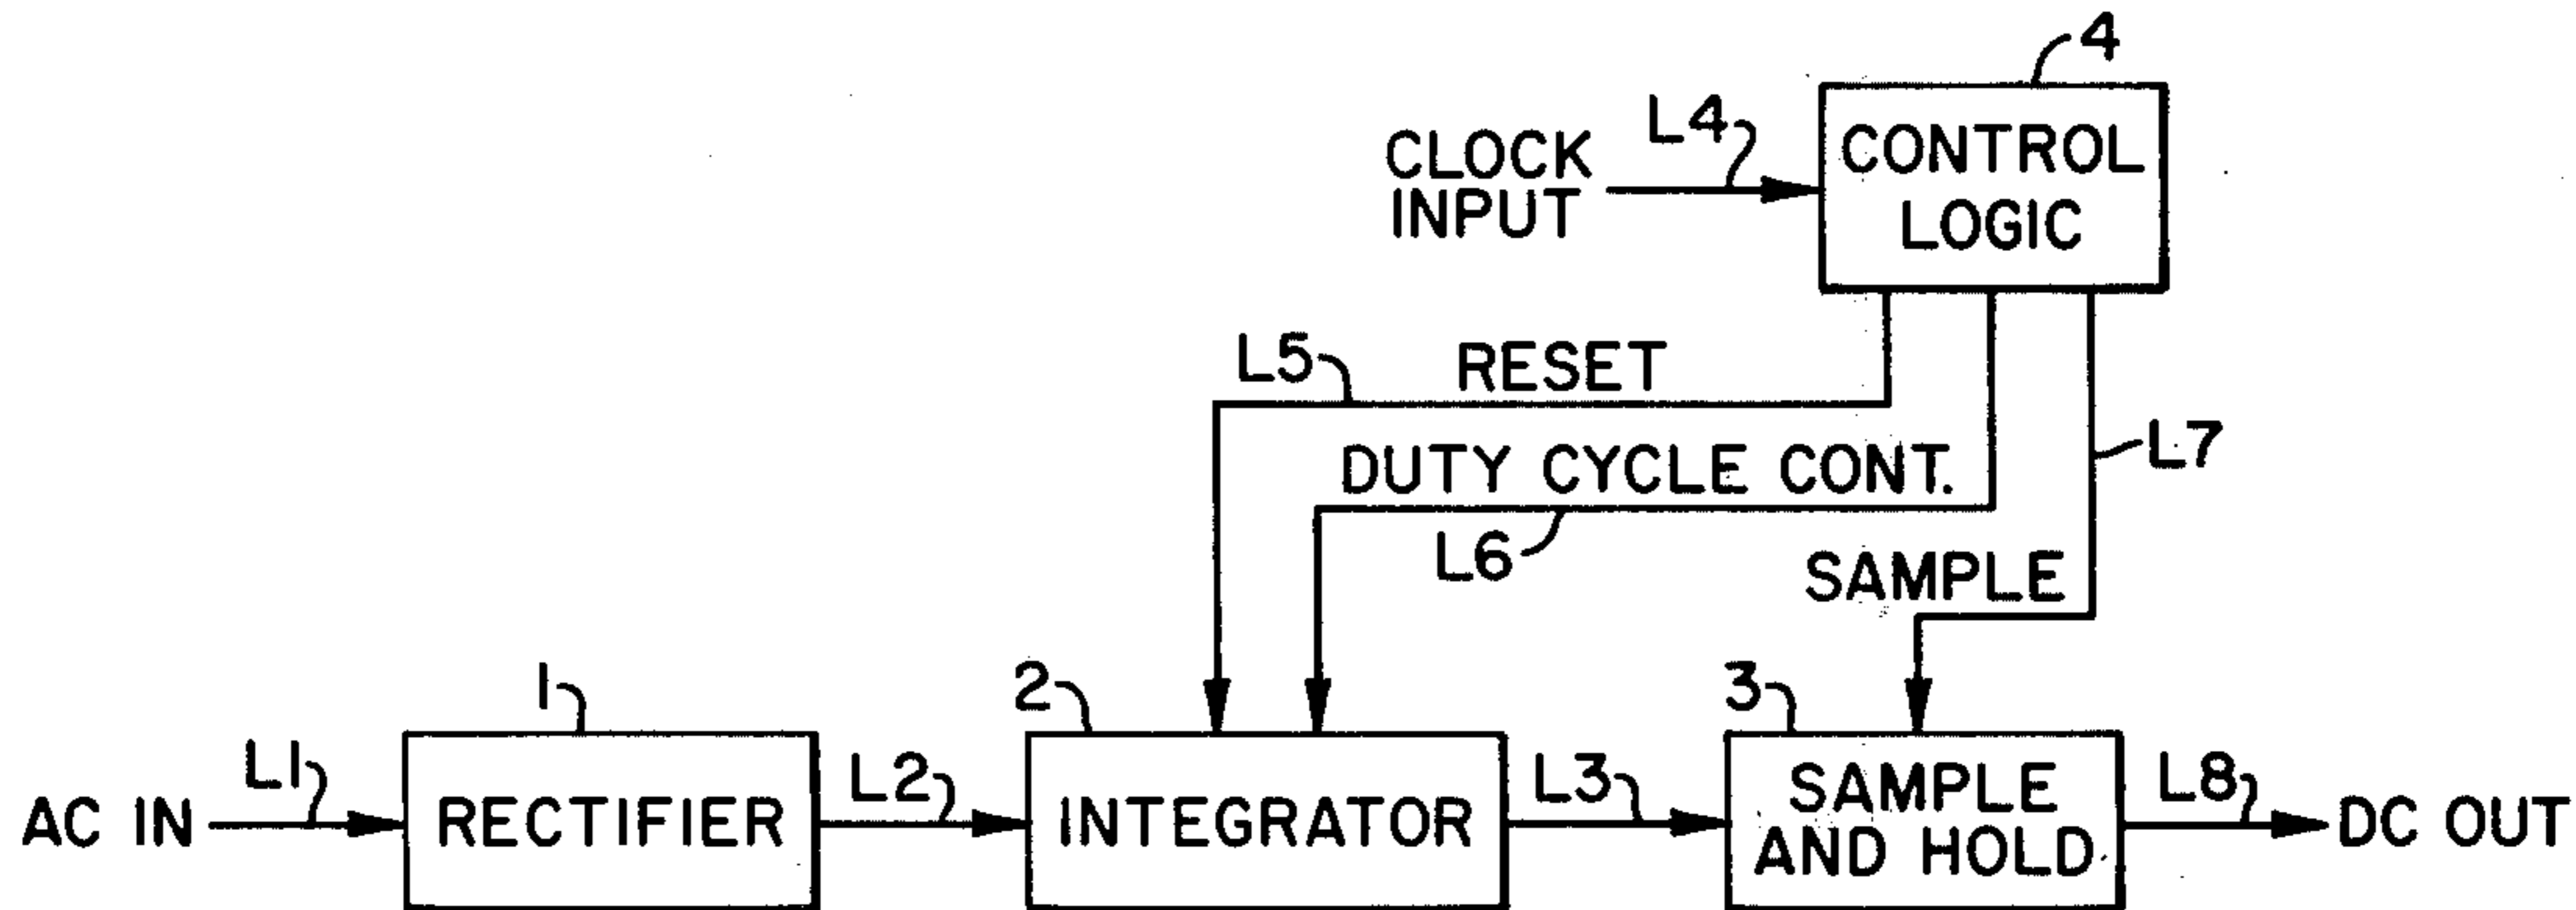 4
CLOCK
INPUT
L4
CONTROL
LOGIC
L5
RESET
DUTY CYCLE CONT.
L6
L7
SAMPLE
1
2
3
AC IN
L1
RECTIFIER
L2
INTEGRATOR
L3
SAMPLE
AND HOLD
L8
DC OUT